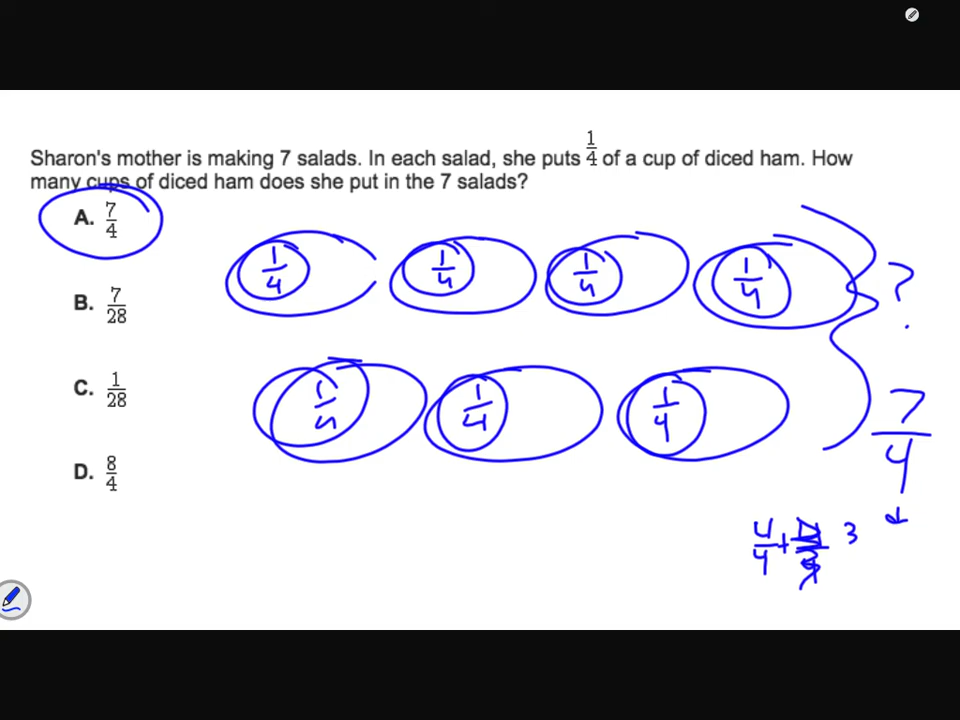 Sharon's mother is making 7 salads. In each salad, she puts 1/4 of a cup of diced ham. How
many cups of diced ham does she put in the 7 salads?
A. 7/4
B. 7/28
C. 1/28
D. 8/4
1/4 1/4 1/4 1/4 ?
1/4 1/4 1/4
7/4
4/4 + 3